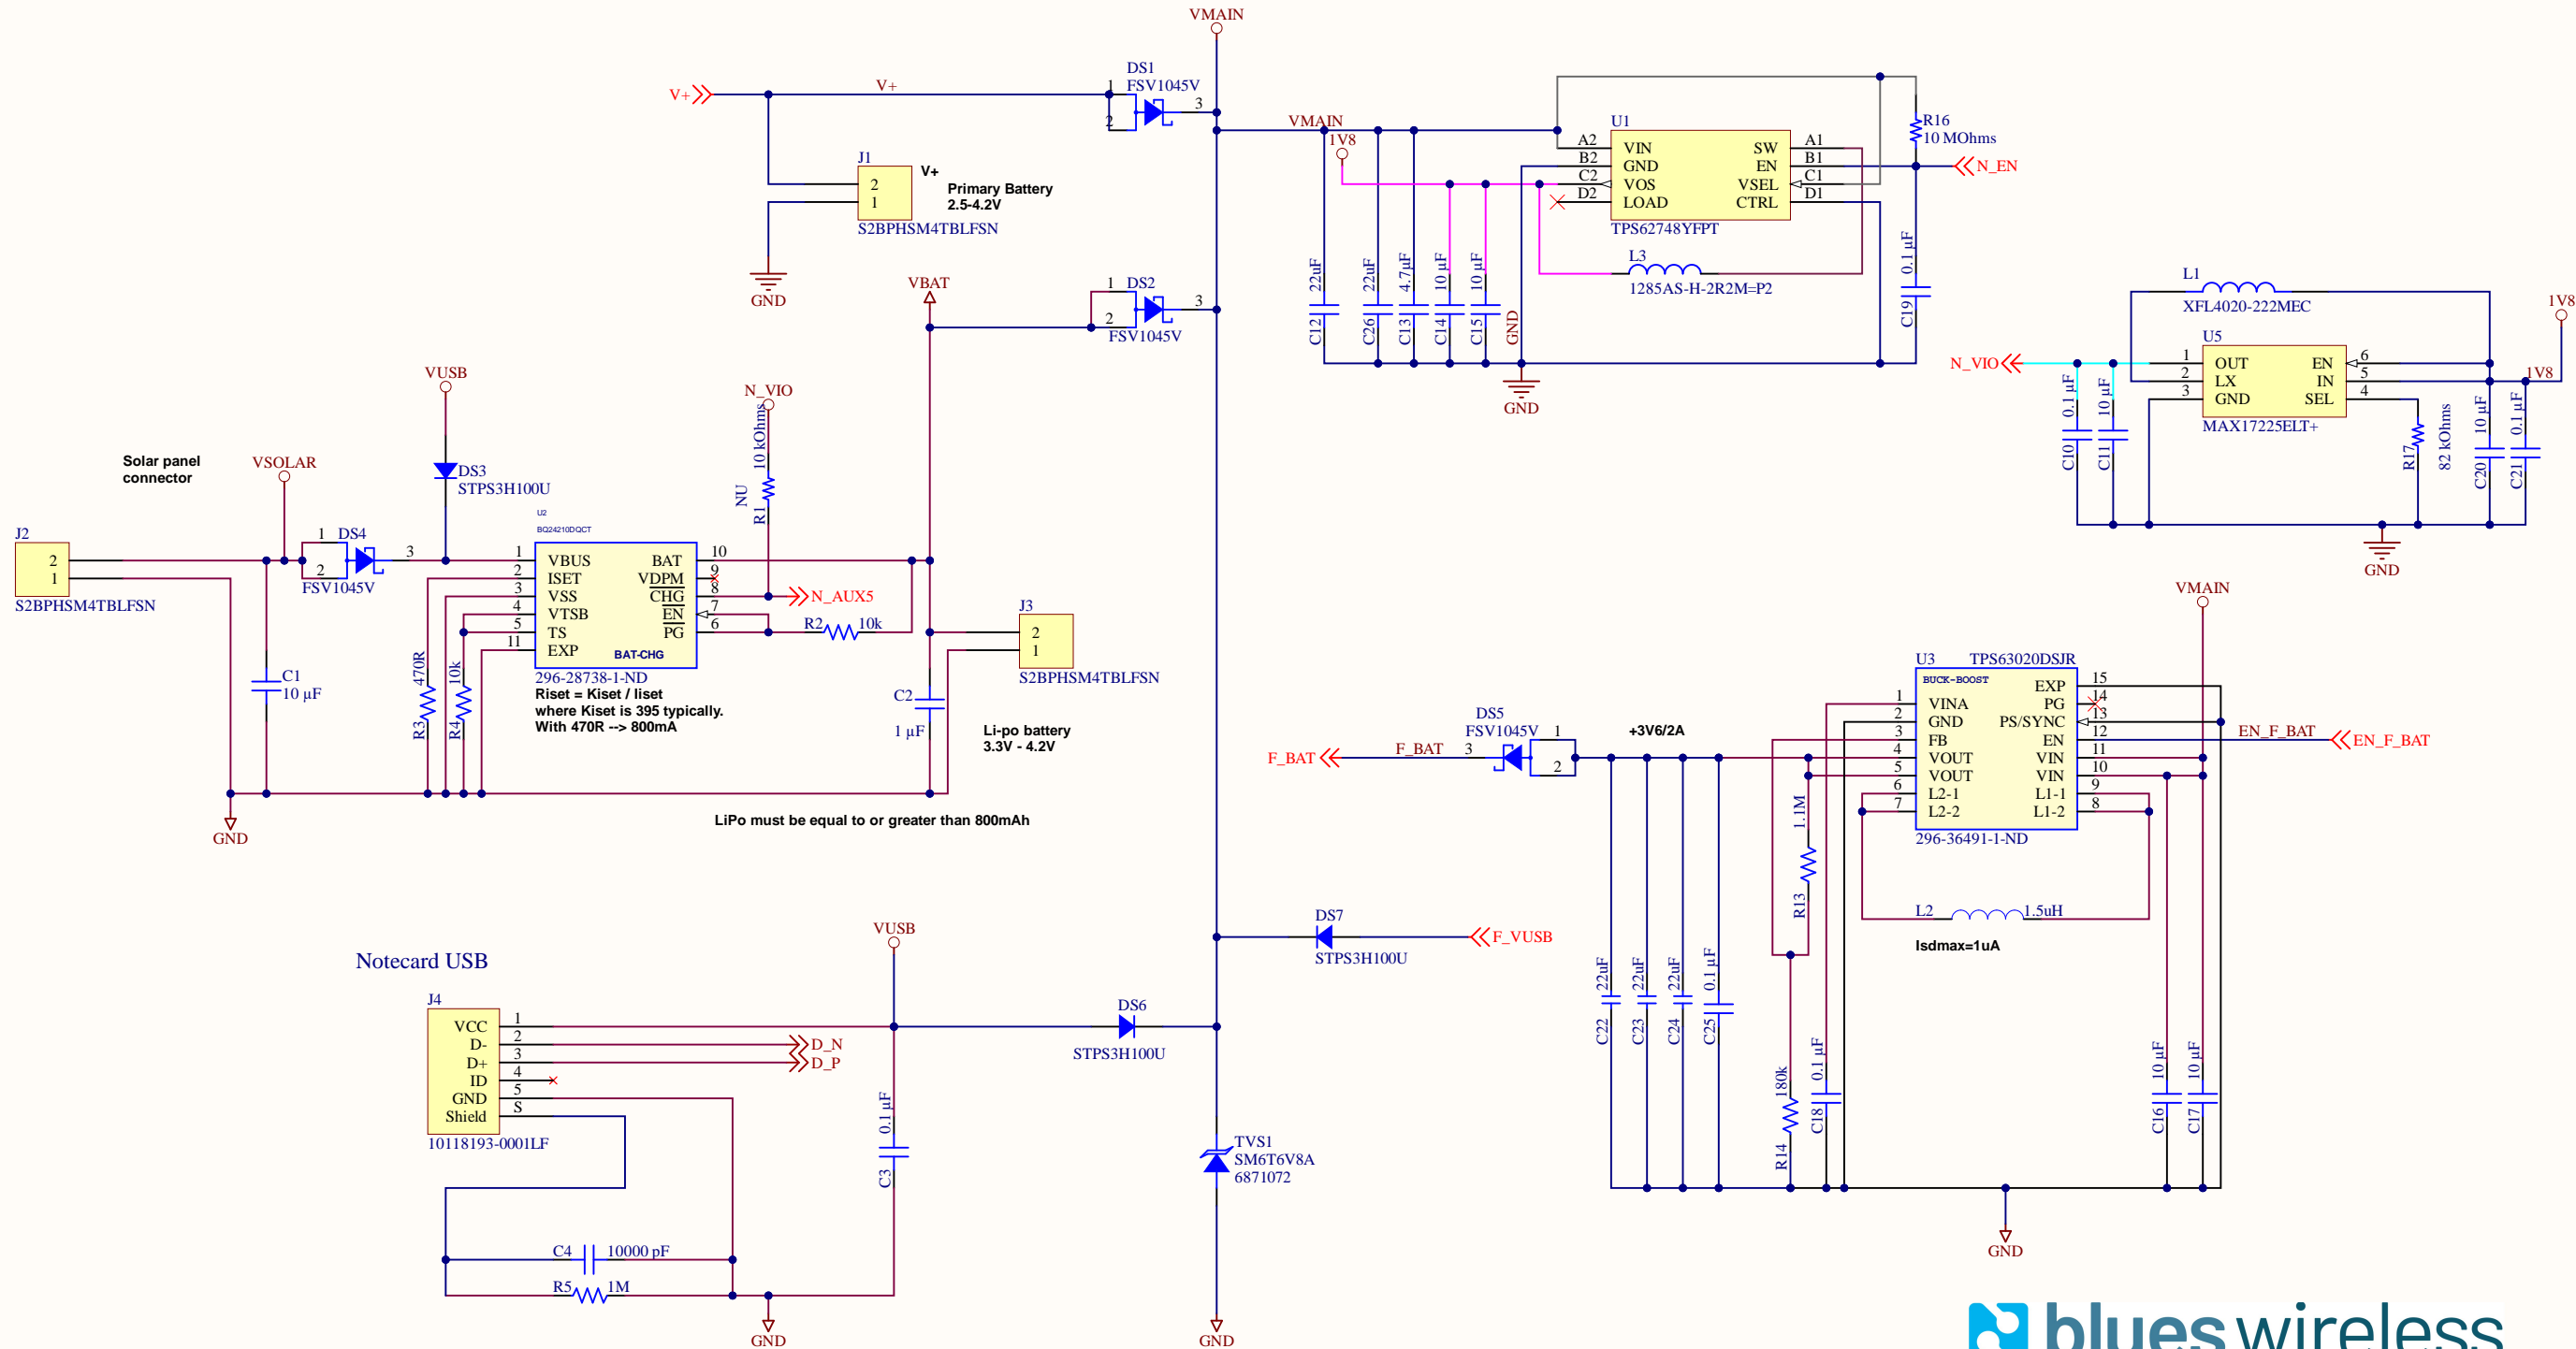 VMAIN
V+
V+
DS1
FSV1045V
1
2
3
J1
2
1
V+
Primary Battery
2.5-4.2V
S2BPHSM4TBLFSN
GND
VBAT
DS2
1
2
3
FSV1045V
VMAIN
1V8
U1
A2
B2
C2
D2
VIN
GND
VOS
LOAD
SW
EN
VSEL
CTRL
A1
B1
C1
D1
TPS62748YFPT
R16
10 MOhms
N_EN
L3
1285AS-H-2R2M=P2
C12
22uF
C26
22uF
C13
4.7µF
C14
10 µF
C15
10 µF
GND
C19
0.1 µF
GND
L1
XFL4020-222MEC
1V8
U5
N_VIO
1
2
3
OUT
LX
GND
EN
IN
SEL
6
5
4
MAX17225ELT+
1V8
C10
0.1 µF
C11
10 µF
R17
82 kOhms
C20
10 µF
C21
0.1 µF
GND
Solar panel
connector
VSOLAR
VUSB
DS3
STPS3H100U
N_VIO
10 kOhms
NU
R1
J2
2
1
S2BPHSM4TBLFSN
1
2
DS4
3
FSV1045V
C1
10 µF
U2
BQ24210DQCT
1
2
3
4
5
11
VBUS
ISET
VSS
VTSB
TS
EXP
BAT
VDPM
CHG
EN
PG
BAT-CHG
10
9
8
7
6
N_AUX5
R2
10k
296-28738-1-ND
Riset = Kiset / Iiset
where Kiset is 395 typically.
With 470R --> 800mA
R3
470R
R4
10k
J3
2
1
S2BPHSM4TBLFSN
C2
1 µF
Li-po battery
3.3V - 4.2V
GND
LiPo must be equal to or greater than 800mAh
VMAIN
U3
TPS63020DSJR
BUCK-BOOST
1
2
3
4
5
6
7
VINA
GND
FB
VOUT
VOUT
L2-1
L2-2
EXP
PG
PS/SYNC
EN
VIN
VIN
L1-1
L1-2
15
14
13
12
11
10
9
8
EN_F_BAT
EN_F_BAT
296-36491-1-ND
F_BAT
F_BAT
DS5
FSV1045V
3
1
2
+3V6/2A
R13
1.1M
L2
1.5uH
Isdmax=1uA
C22
22uF
C23
22uF
C24
22uF
C25
0.1 µF
R14
180k
C18
0.1 µF
C16
10 µF
C17
10 µF
GND
DS7
STPS3H100U
F_VUSB
Notecard USB
VUSB
J4
VCC
D-
D+
ID
GND
Shield
1
2
3
4
5
S
D_N
D_P
10118193-0001LF
DS6
STPS3H100U
C3
0.1 µF
C4
10000 pF
R5
1M
GND
TVS1
SM6T6V8A
6871072
GND
blues wireless